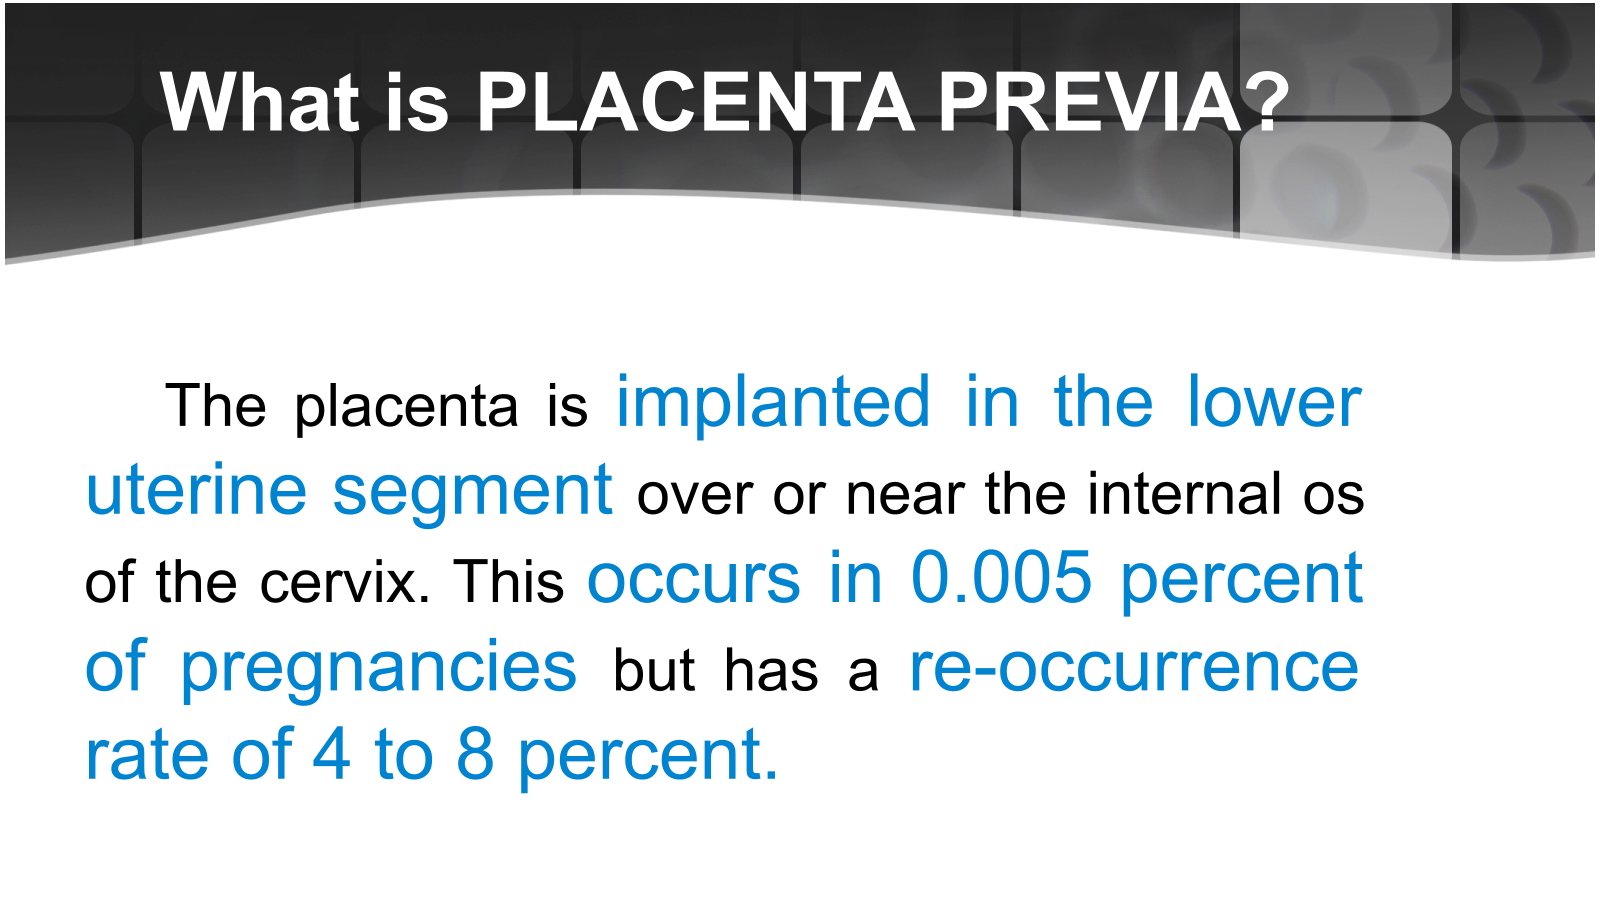 What is PLACENTA PREVIA?
The placenta is implanted in the lower
uterine segment over or near the internal os
of the cervix. This occurs in 0.005 percent
of pregnancies but has a re-occurrence
rate of 4 to 8 percent.